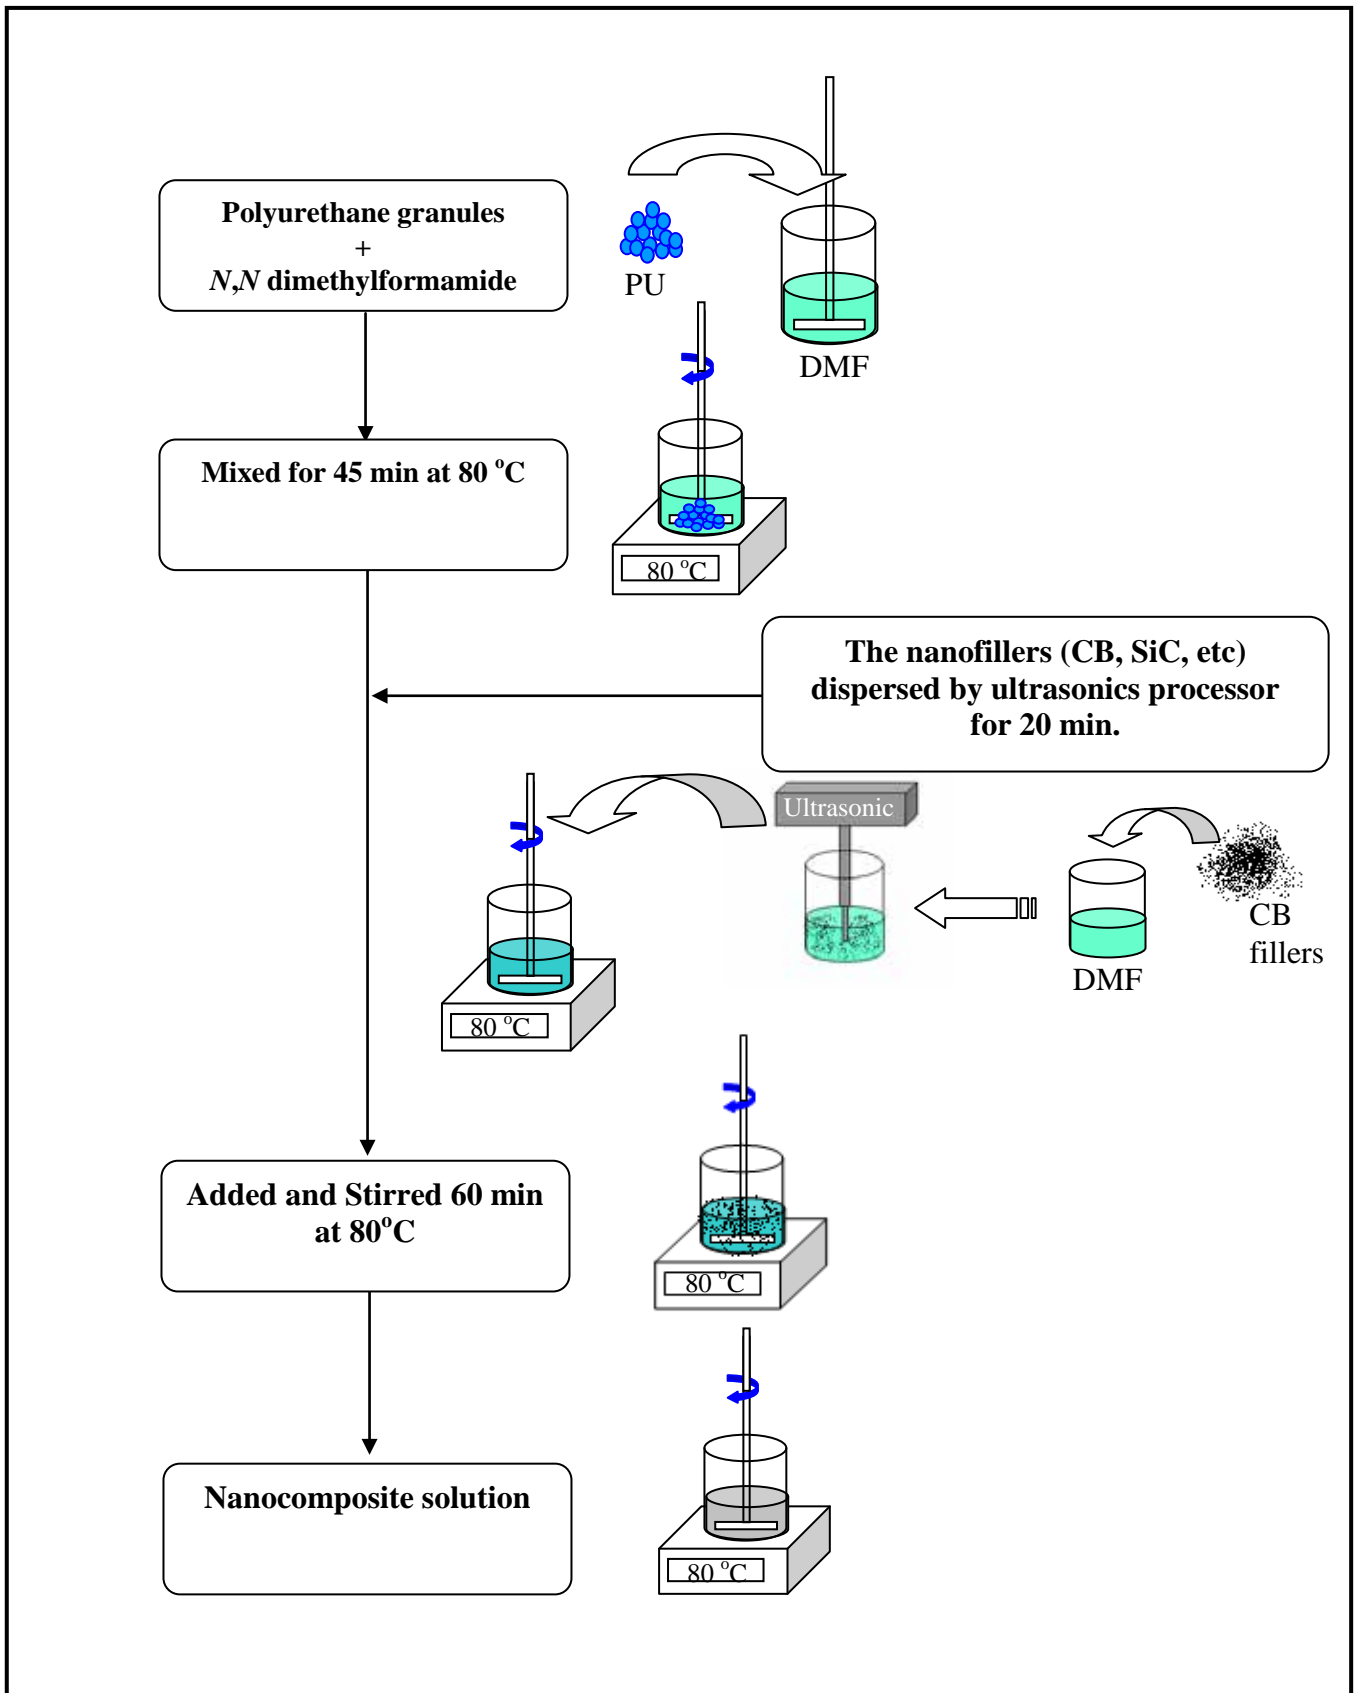 Polyurethane granules
+
N,N dimethylformamide
PU
DMF
Mixed for 45 min at 80 °C
80 °C
The nanofillers (CB, SiC, etc)
dispersed by ultrasonics processor
for 20 min.
Ultrasonic
CB
fillers
DMF
80 °C
Added and Stirred 60 min
at 80°C
80 °C
Nanocomposite solution
80 °C